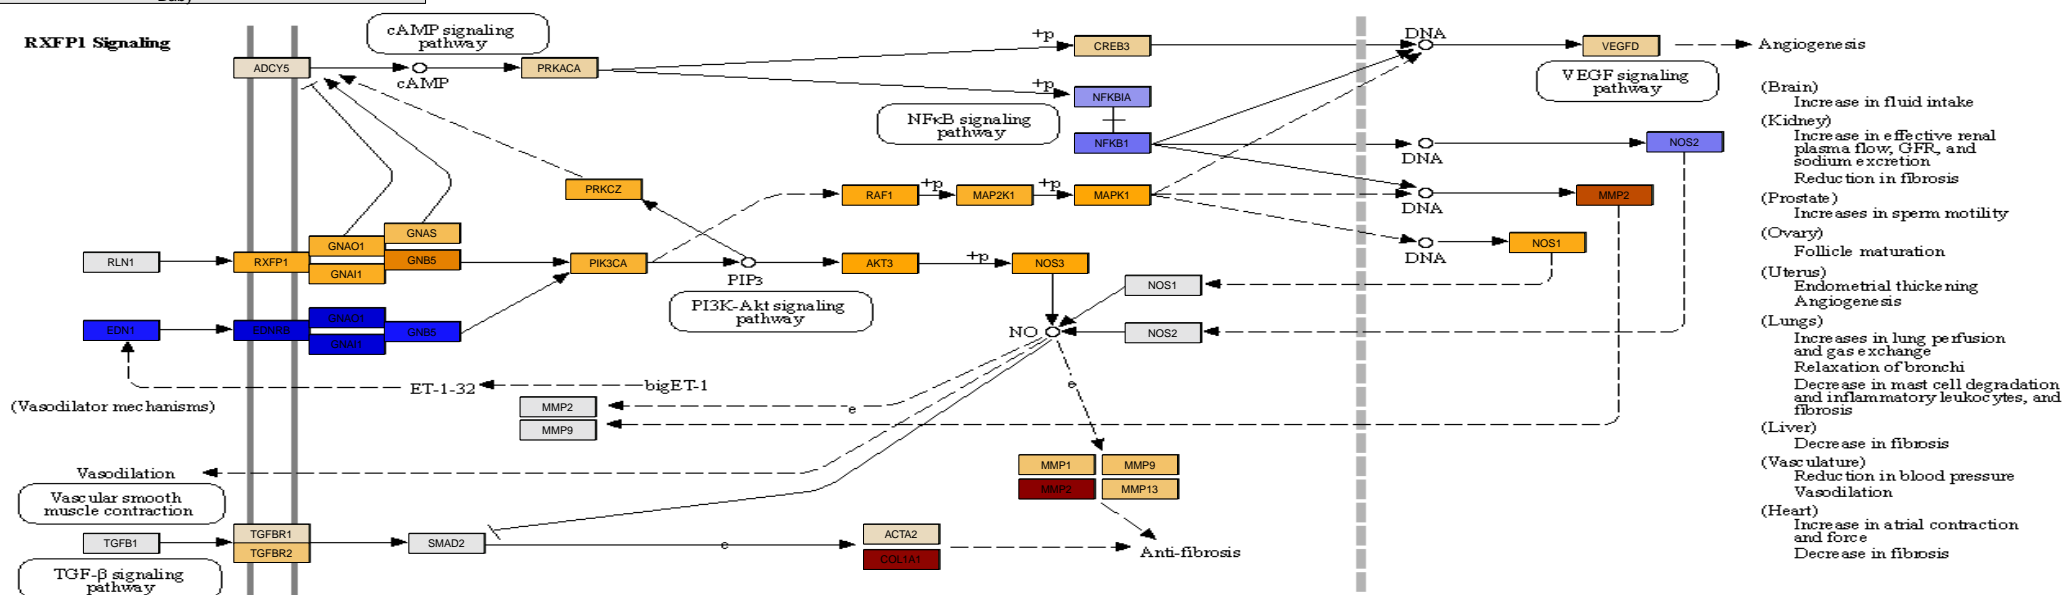 RXFP1 Signaling
cAMP signaling
pathway
ADCY5
cAMP
PRKACA
+p
CREB3
DNA
VEGFD
Angiogenesis
VEGF signaling
pathway
+p
NFKBIA
NFκB signaling
pathway
NFKB1
DNA
NOS2
PRKCZ
RAF1
+p
MAP2K1
+p
MAPK1
DNA
MMP2
RLN1
RXFP1
GNAO1
GNAI1
GNAS
GNB5
PIK3CA
PIP3
AKT3
+p
NOS3
DNA
NOS1
PI3K-Akt signaling
pathway
NOS1
NOS2
NO
EDN1
EDNRB
GNAO1
GNAI1
GNB5
ET-1-32
bigET-1
(Vasodilator mechanisms)
MMP2
MMP9
e
e
Vasodilation
Vascular smooth
muscle contraction
MMP1
MMP9
MMP2
MMP13
TGFB1
TGFBR1
TGFBR2
SMAD2
e
ACTA2
COL1A1
Anti-fibrosis
TGF-β signaling
pathway
(Brain)
Increase in fluid intake
(Kidney)
Increase in effective renal
plasma flow, GFR, and
sodium excretion
Reduction in fibrosis
(Prostate)
Increases in sperm motility
(Ovary)
Follicle maturation
(Uterus)
Endometrial thickening
Angiogenesis
(Lungs)
Increases in lung perfusion
and gas exchange
Relaxation of bronchi
Decrease in mast cell degradation
and inflammatory leukocytes, and
fibrosis
(Liver)
Decrease in fibrosis
(Vasculature)
Reduction in blood pressure
Vasodilation
(Heart)
Increase in atrial contraction
and force
Decrease in fibrosis